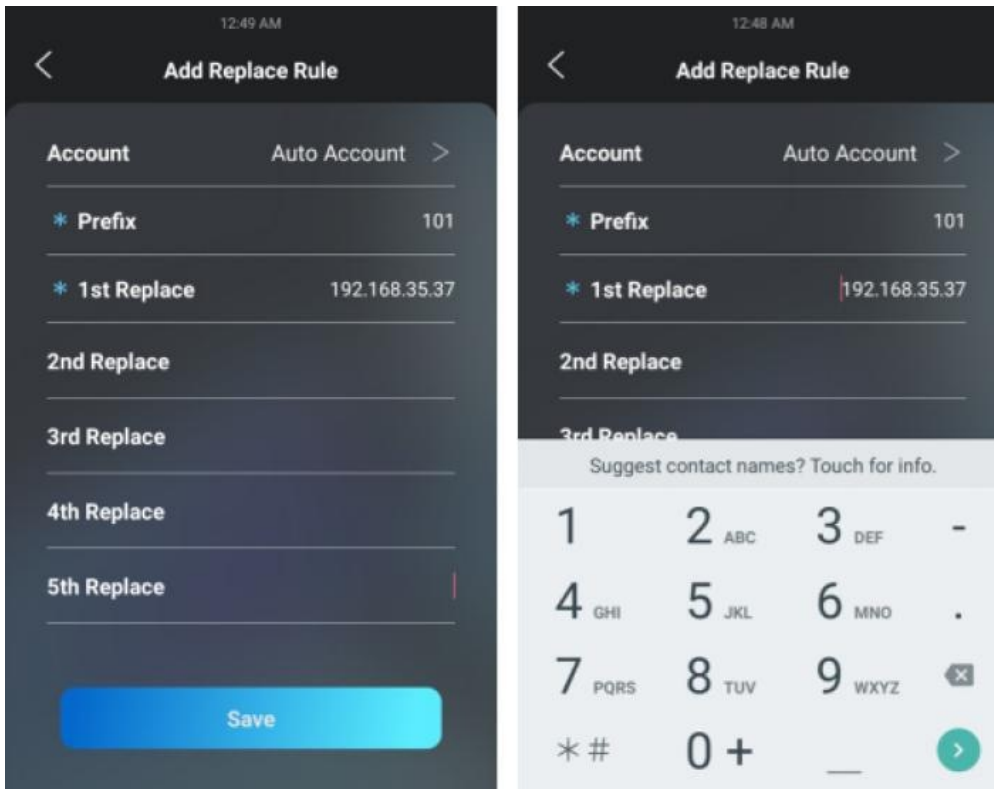 12:49 AM
Add Replace Rule
Account Auto Account >
* Prefix 101
* 1st Replace 192.168.35.37
2nd Replace
3rd Replace
4th Replace
5th Replace
Save
12:48 AM
Add Replace Rule
Account Auto Account >
* Prefix 101
* 1st Replace 192.168.35.37
2nd Replace
3rd Replace
Suggest contact names? Touch for info.
1 2 ABC 3 DEF -
4 GHI 5 JKL 6 MNO .
7 PQRS 8 TUV 9 WXYZ
*# 0 + _